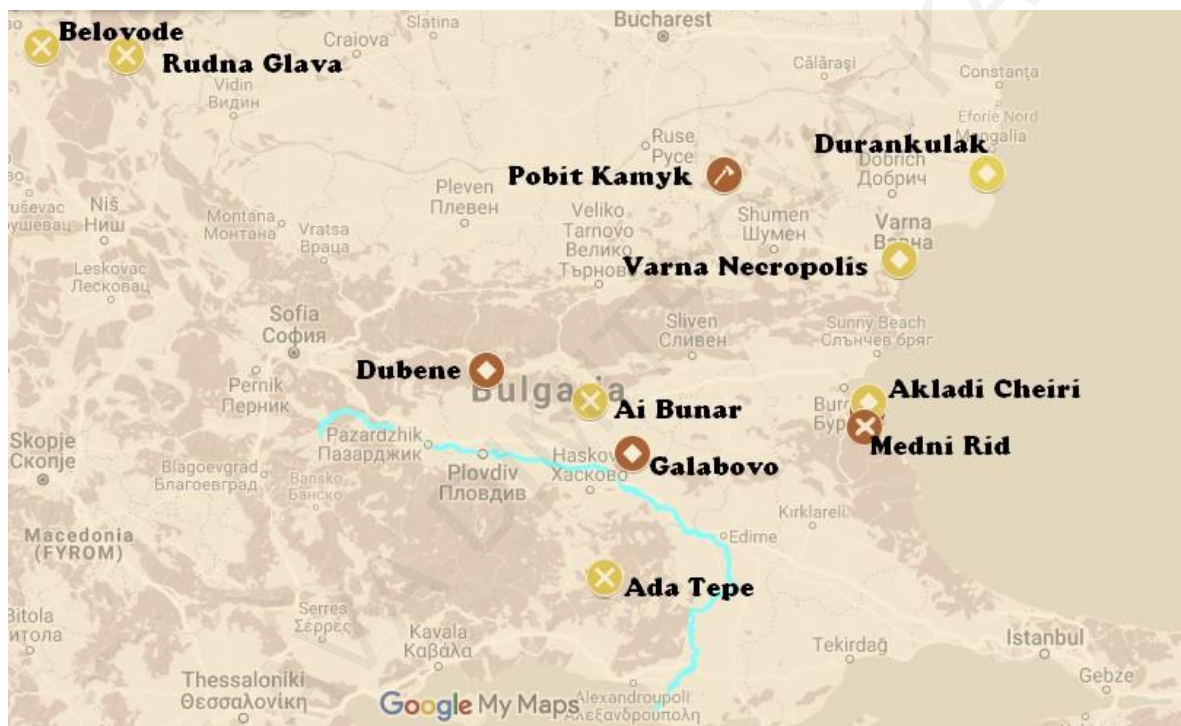 Belovode
Rudna Glava
Slatina
Craiova
Bucharest
Vidin
Видин
Călărași
Constanța
Eforie Nord
Mangalia
Durankulak
Dobrich
Добрич
Ruse
Русе
Pobit Kamyk
Pleven
Плевен
Niš
Ниш
Montana
Монтана
Vratsa
Враца
Veliko
Tarnovo
Велико
Търново
Shumen
Шумен
Varna
Варна
Varna Necropolis
Leskovac
Лесковац
Sofia
София
Sliven
Сливен
Sunny Beach
Слънчев бряг
Pernik
Перник
Dubene
Bulgaria
Ai Bunar
Akladi Cheiri
Medni Rid
Skopje
Скопје
Pazardzhik
Пазарджик
Plovdiv
Пловдив
Хасково
Galabovo
Blagoevgrad
Благоевград
Bansko
Банско
Kırklareli
Edirne
Macedonia
(FYROM)
Ada Tepe
Bitola
Serres
Σέρρες
Kavala
Καβάλα
Tekirdağ
Istanbul
Gebze
Thessaloniki
Θεσσαλονίκη
Google My Maps
Alexandroupoli
Αλεξανδρούπολη